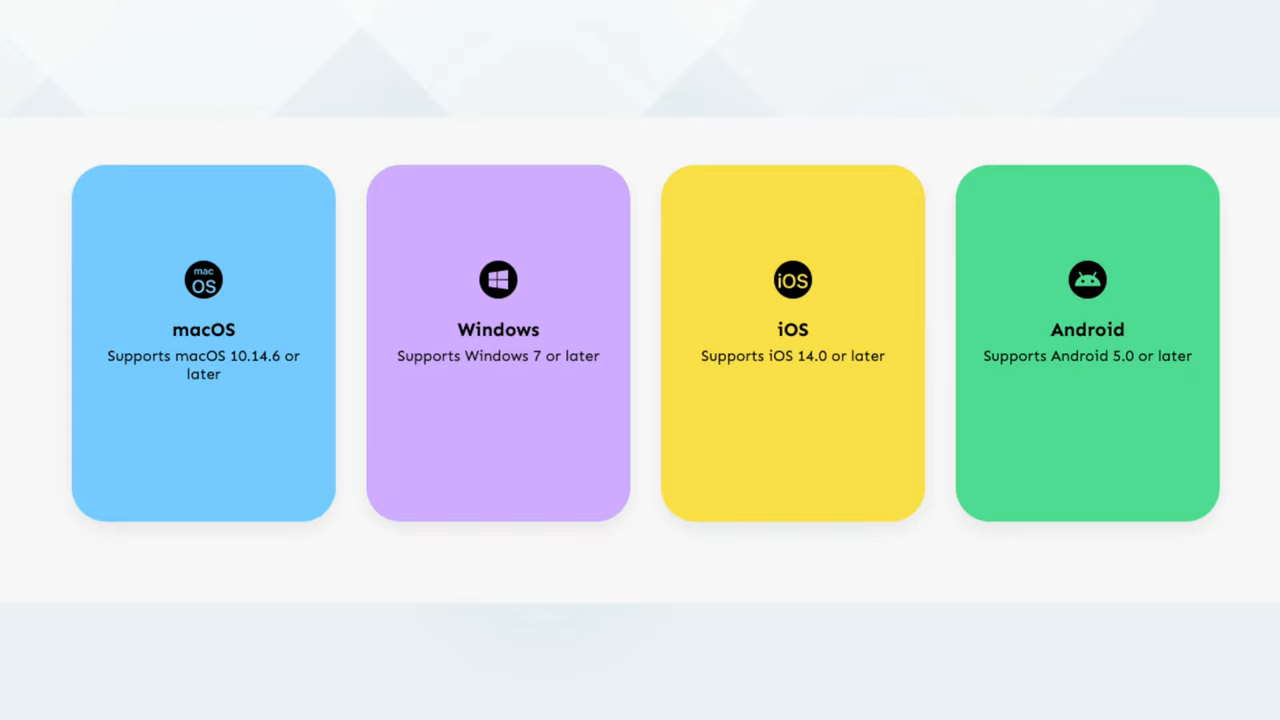 mac
OS
macOS
Supports macOS 10.14.6 or
later
Windows
Supports Windows 7 or later
iOS
iOS
Supports iOS 14.0 or later
Android
Supports Android 5.0 or later